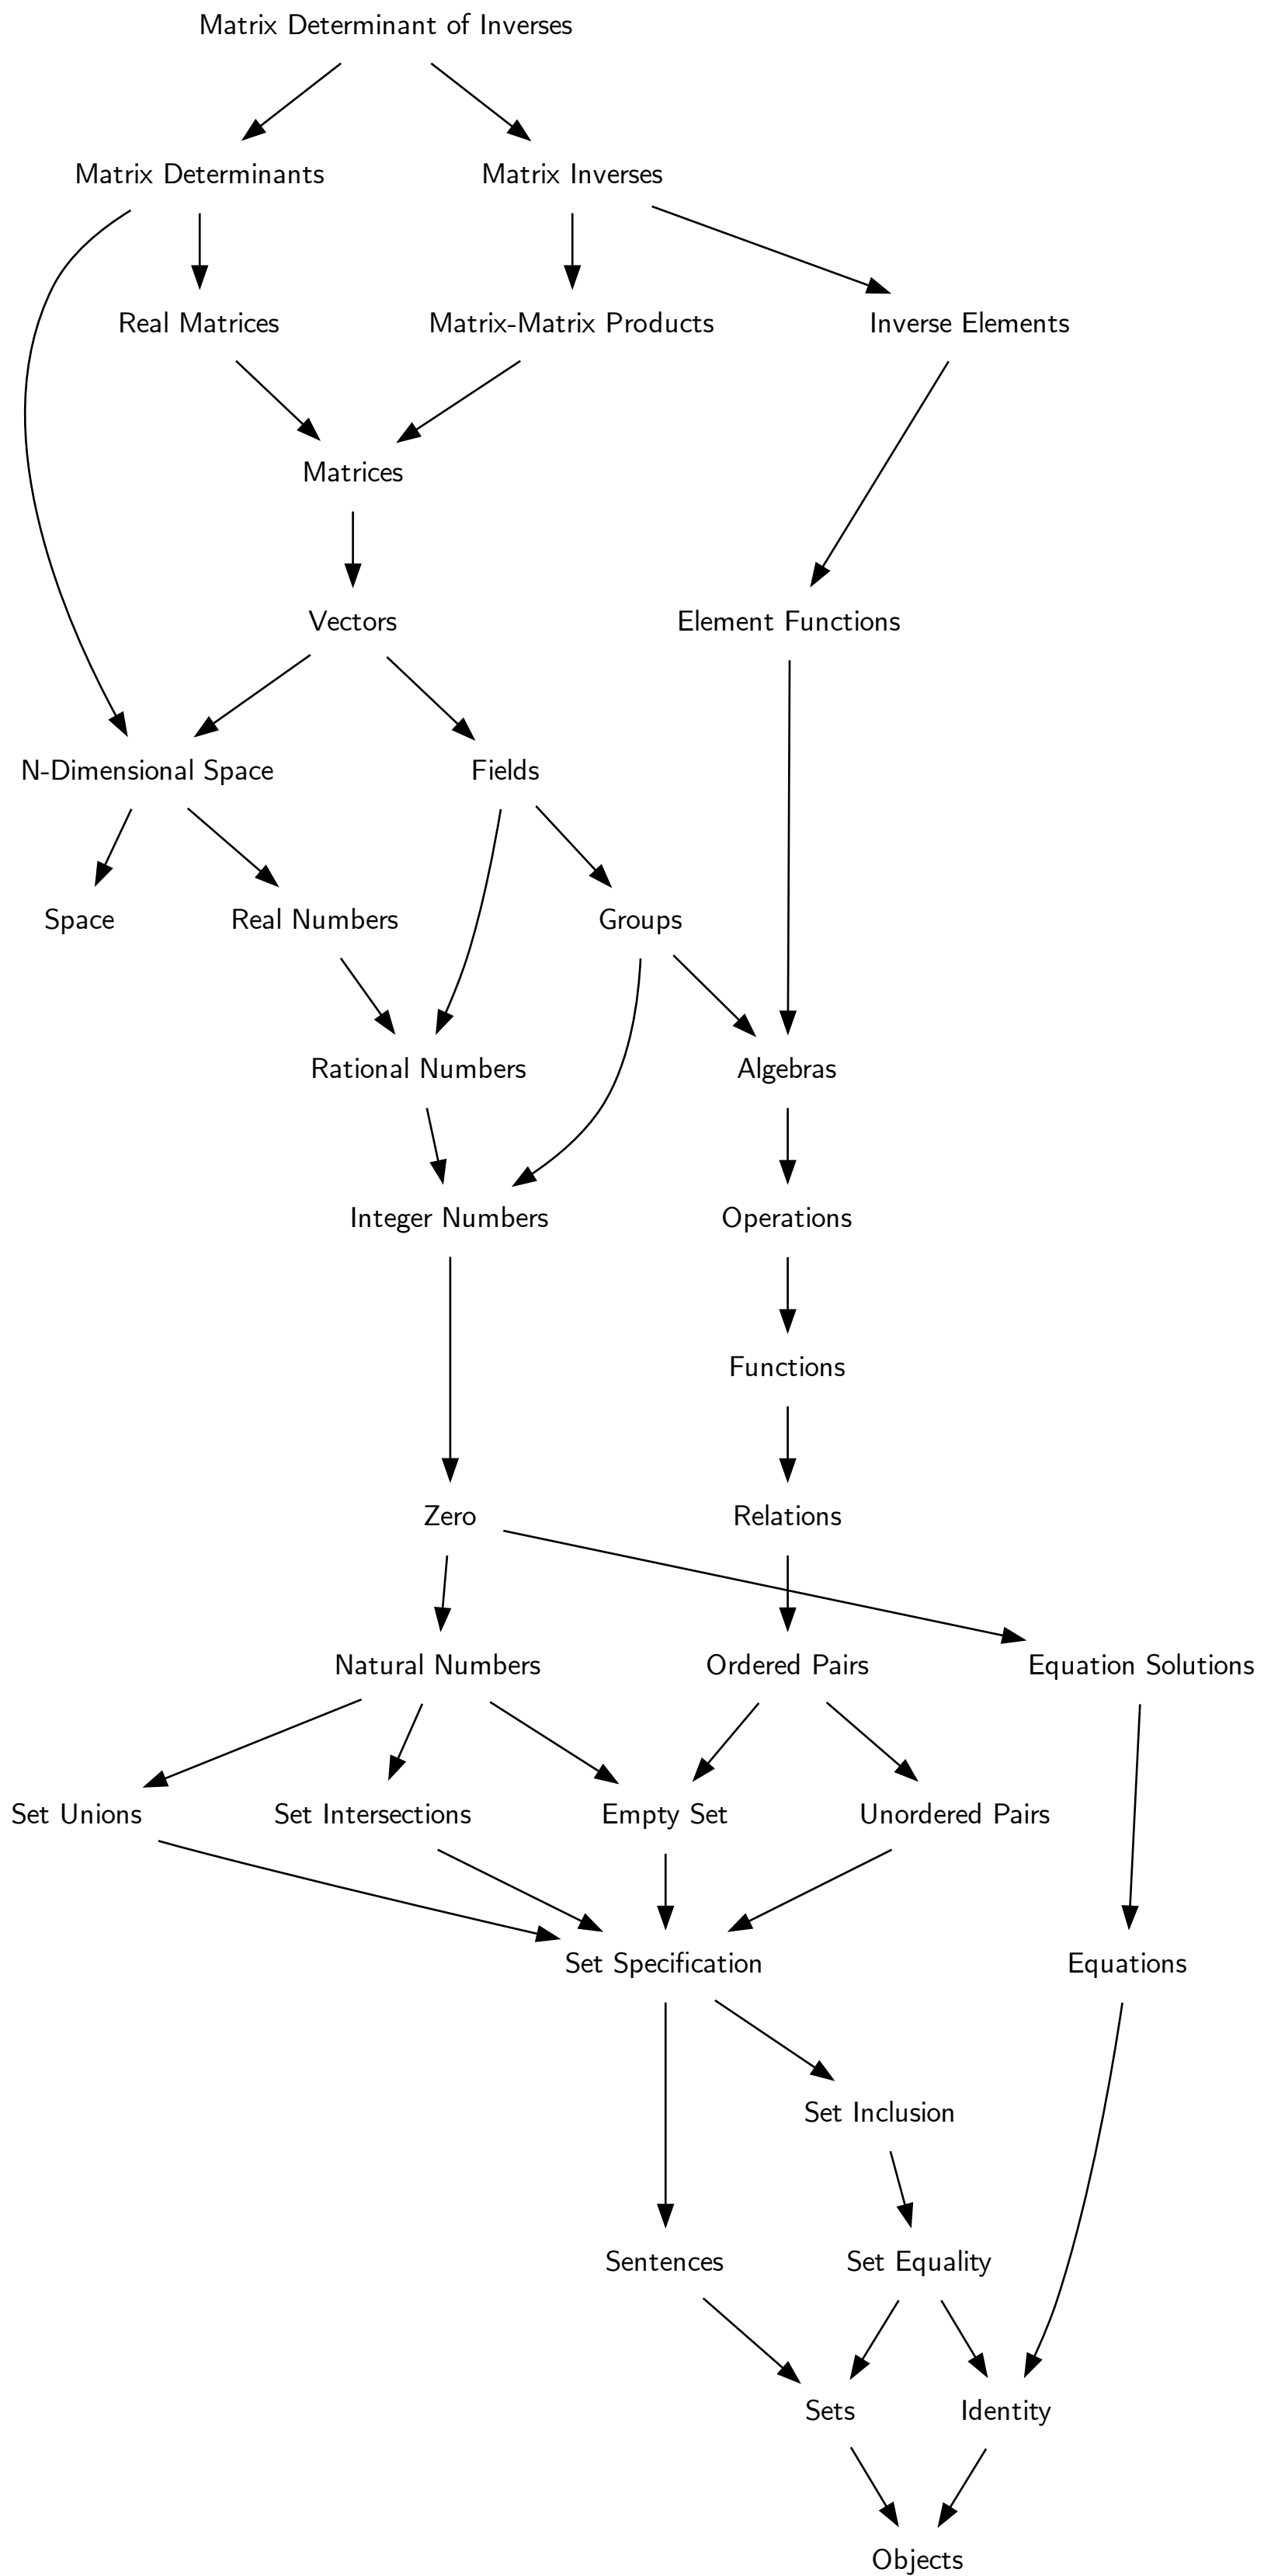 Matrix Determinant of Inverses
Matrix Determinants
Matrix Inverses
Real Matrices
Matrix-Matrix Products
Inverse Elements
Matrices
Vectors
Element Functions
N-Dimensional Space
Fields
Space
Real Numbers
Groups
Rational Numbers
Algebras
Integer Numbers
Operations
Functions
Zero
Relations
Natural Numbers
Ordered Pairs
Equation Solutions
Set Unions
Set Intersections
Empty Set
Unordered Pairs
Set Specification
Equations
Set Inclusion
Sentences
Set Equality
Sets
Identity
Objects